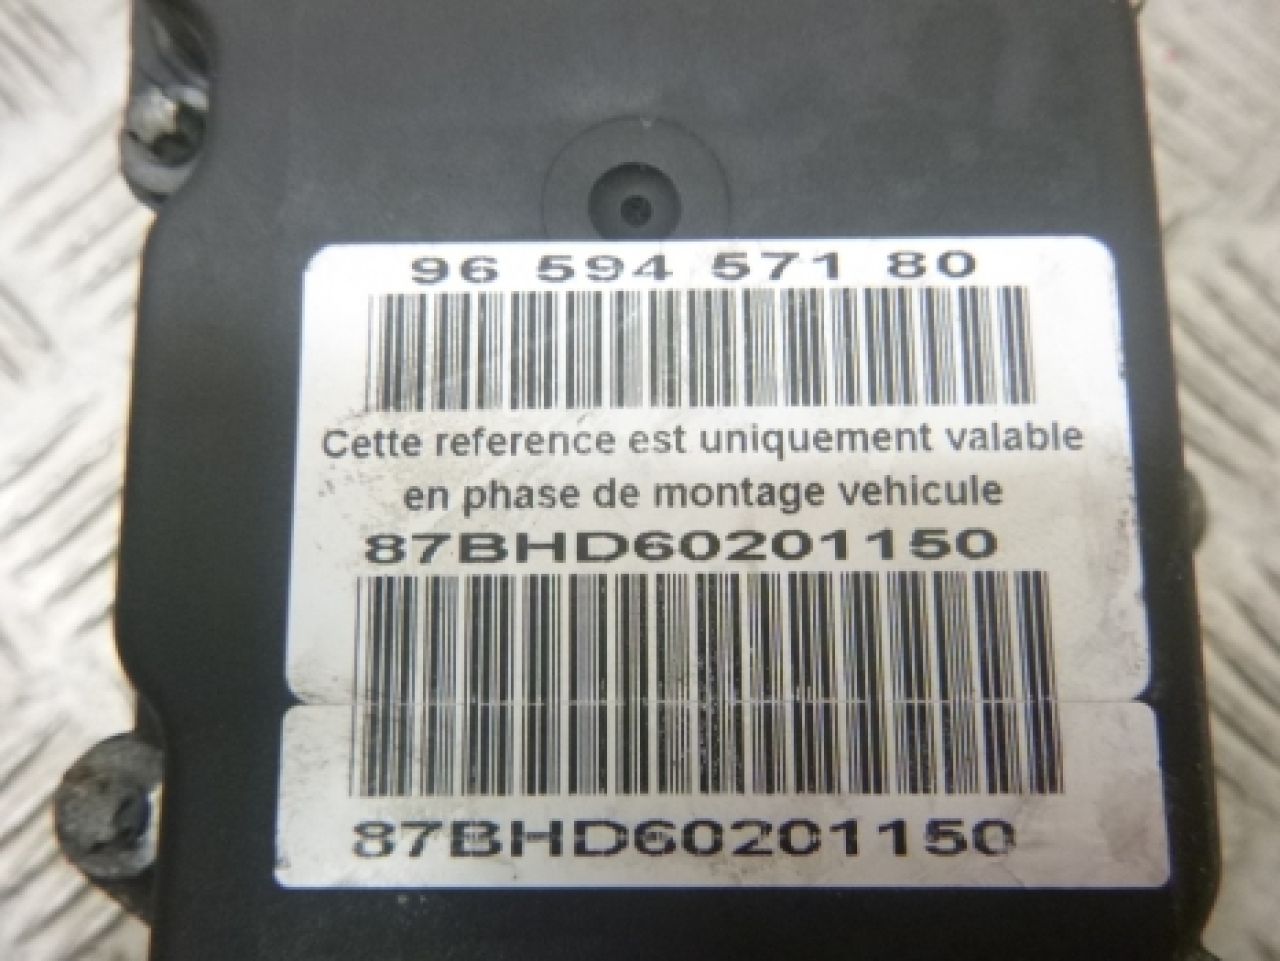 96 594 571 80
Cette reference est uniquement valable
en phase de montage vehicule
87BHD60201150
87BHD60201150